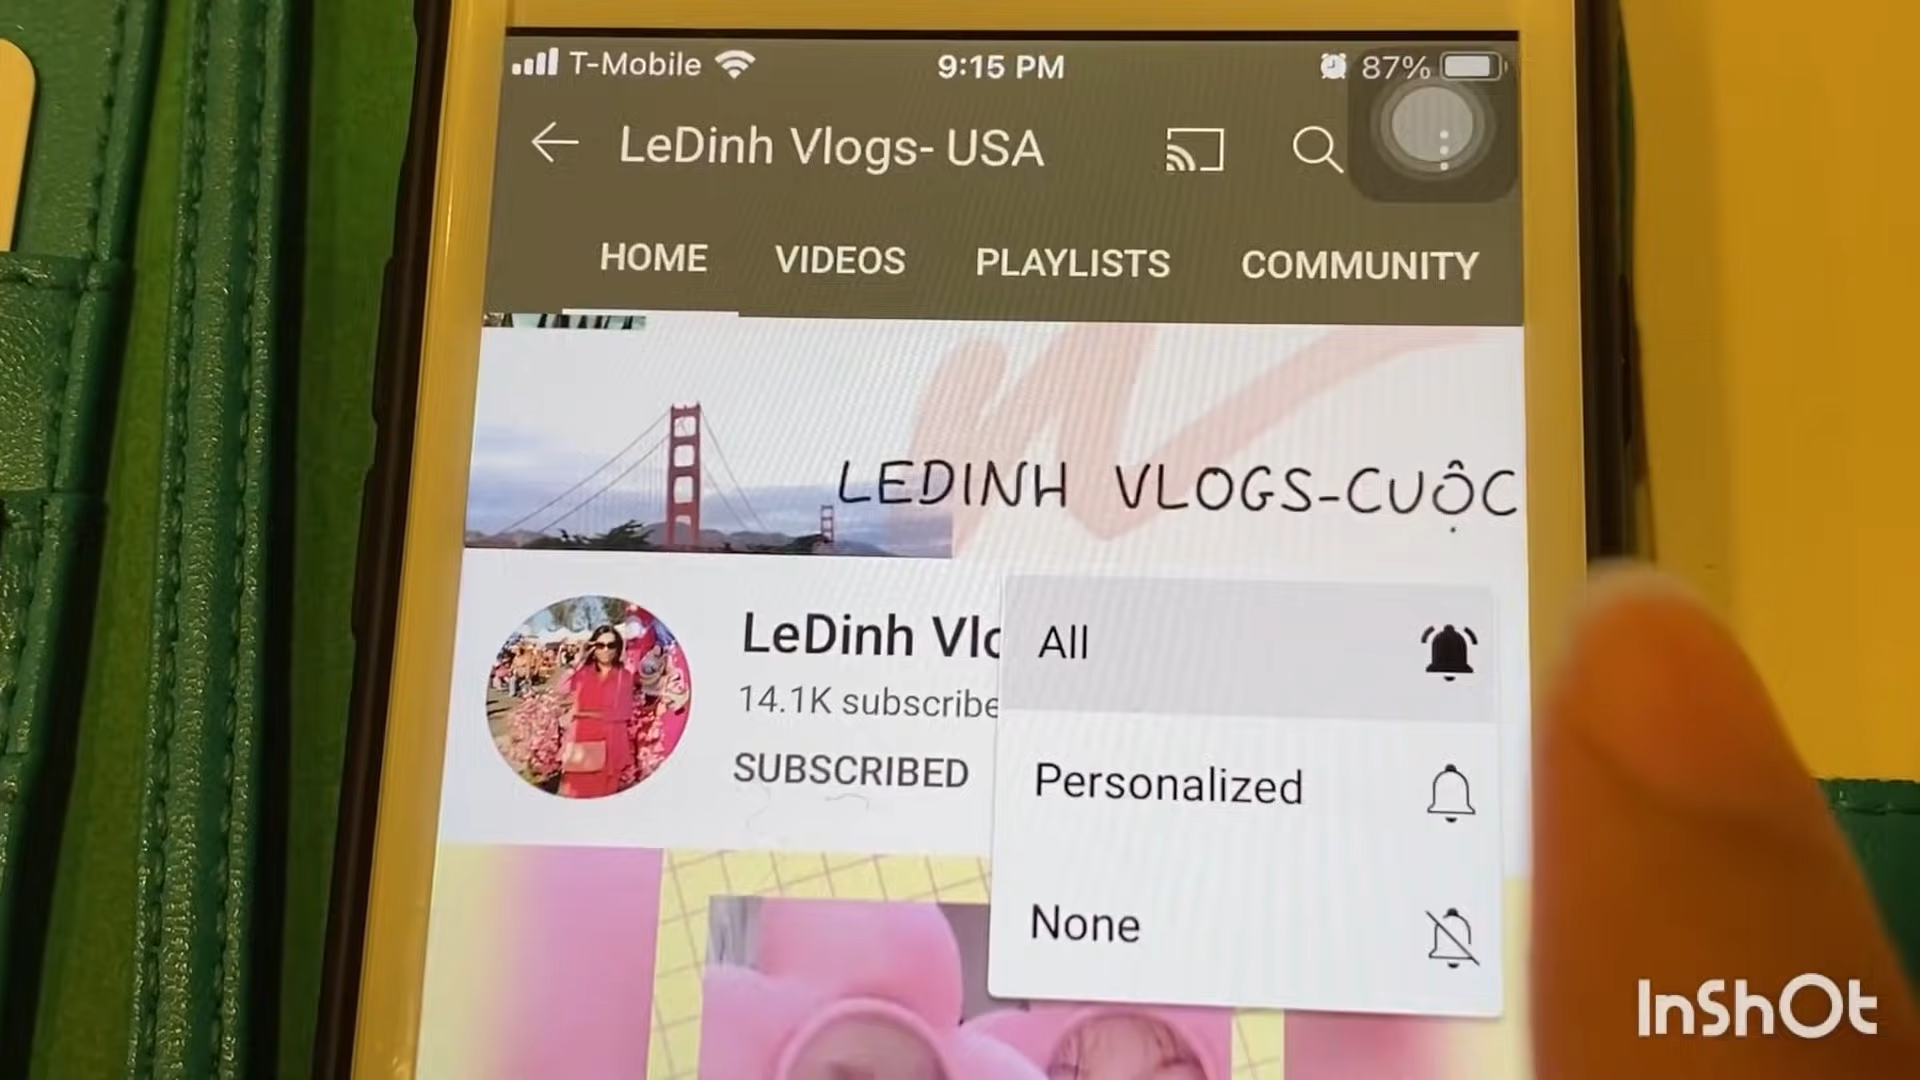 T-Mobile 9:15 PM 87%
LeDinh Vlogs- USA
HOME VIDEOS PLAYLISTS COMMUNITY
LEDINH VLOGS-CUỘC
LeDinh Vlo
14.1K subscribe
SUBSCRIBED
All
Personalized
None
InShOt